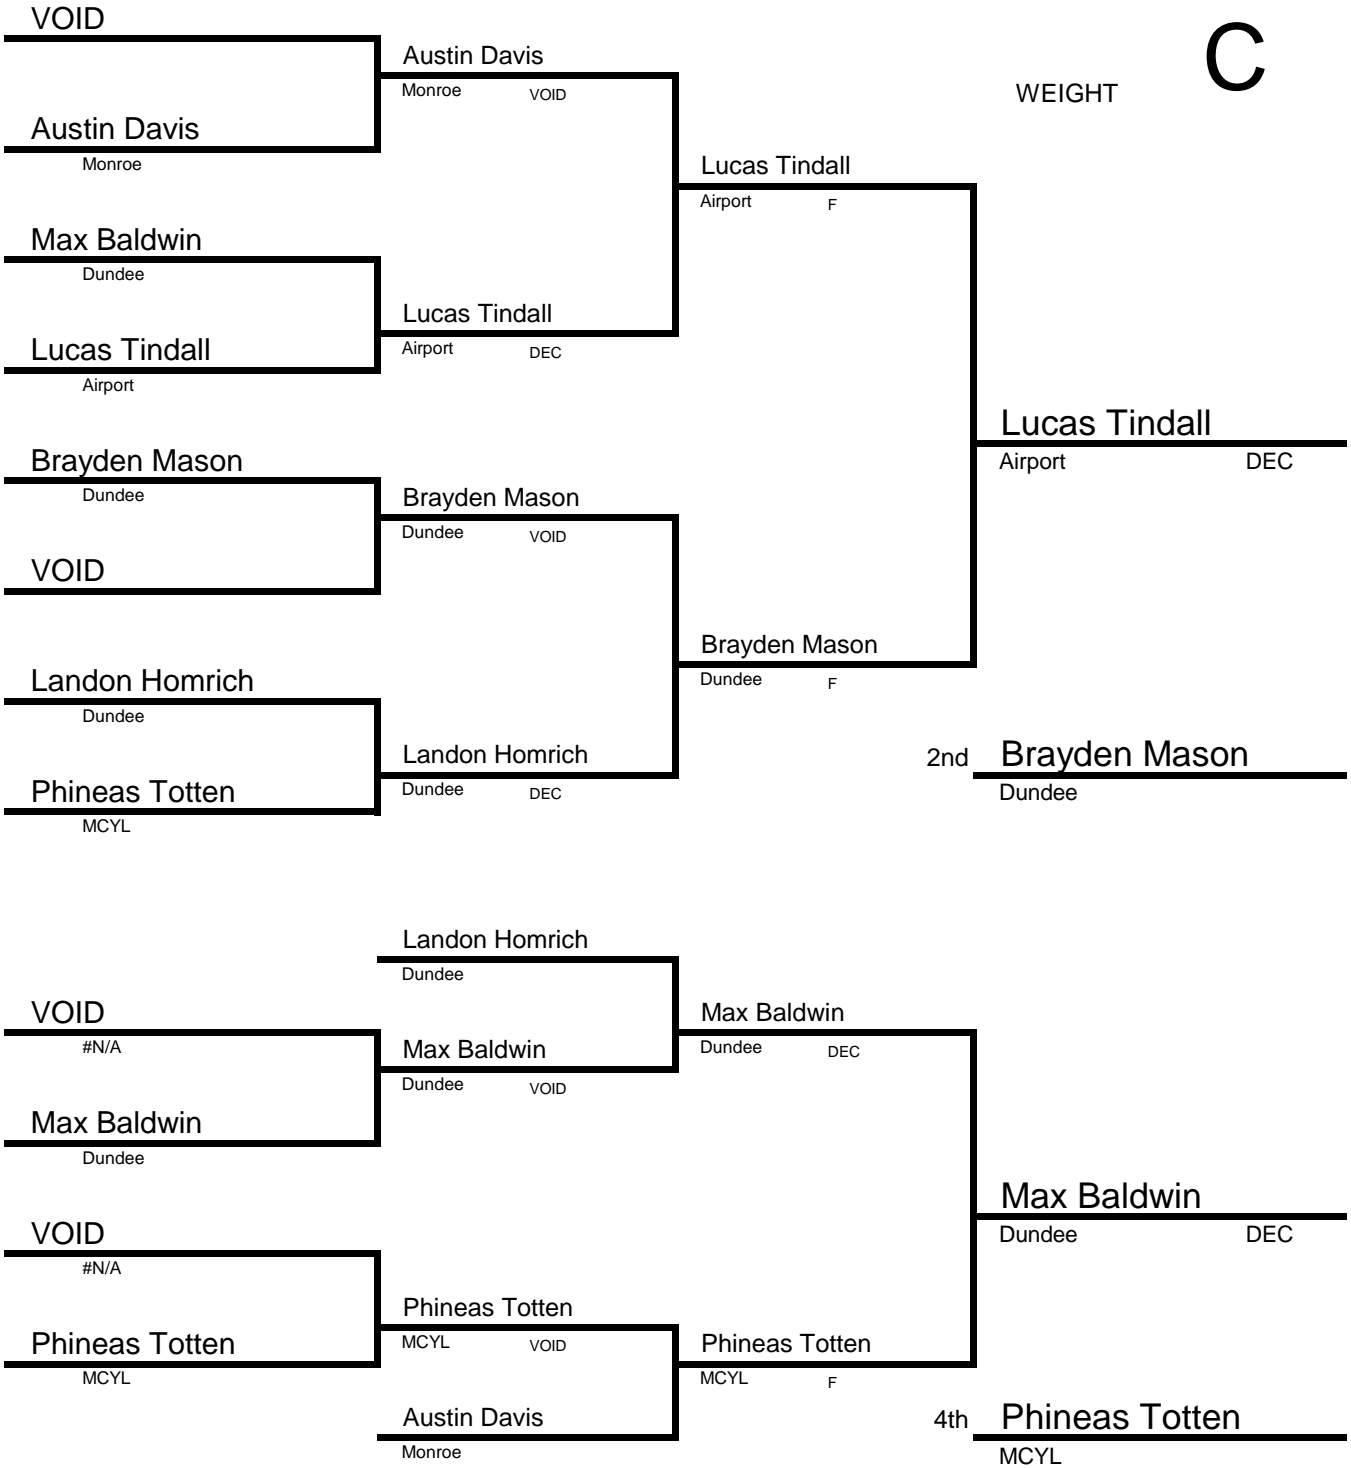 VOID
C
Austin Davis
Monroe VOID
WEIGHT
Austin Davis
Monroe
Lucas Tindall
Airport F
Max Baldwin
Dundee
Lucas Tindall
Airport DEC
Lucas Tindall
Airport
Lucas Tindall
Airport DEC
Brayden Mason
Dundee
Brayden Mason
Dundee VOID
VOID
Brayden Mason
Dundee F
Landon Homrich
Dundee
Landon Homrich
Dundee DEC
2nd Brayden Mason
Dundee
Phineas Totten
MCYL
Landon Homrich
Dundee
VOID
#N/A
Max Baldwin
Dundee DEC
Max Baldwin
Dundee VOID
Max Baldwin
Dundee
Max Baldwin
Dundee DEC
VOID
#N/A
Phineas Totten
MCYL VOID
Phineas Totten
MCYL
Phineas Totten
MCYL F
Austin Davis
Monroe
4th Phineas Totten
MCYL